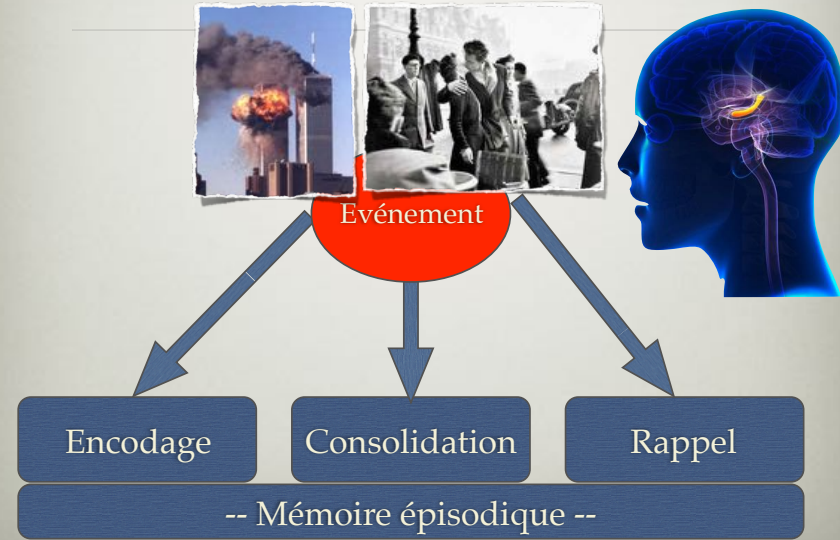 Evénement
Encodage
Consolidation
Rappel
-- Mémoire épisodique --